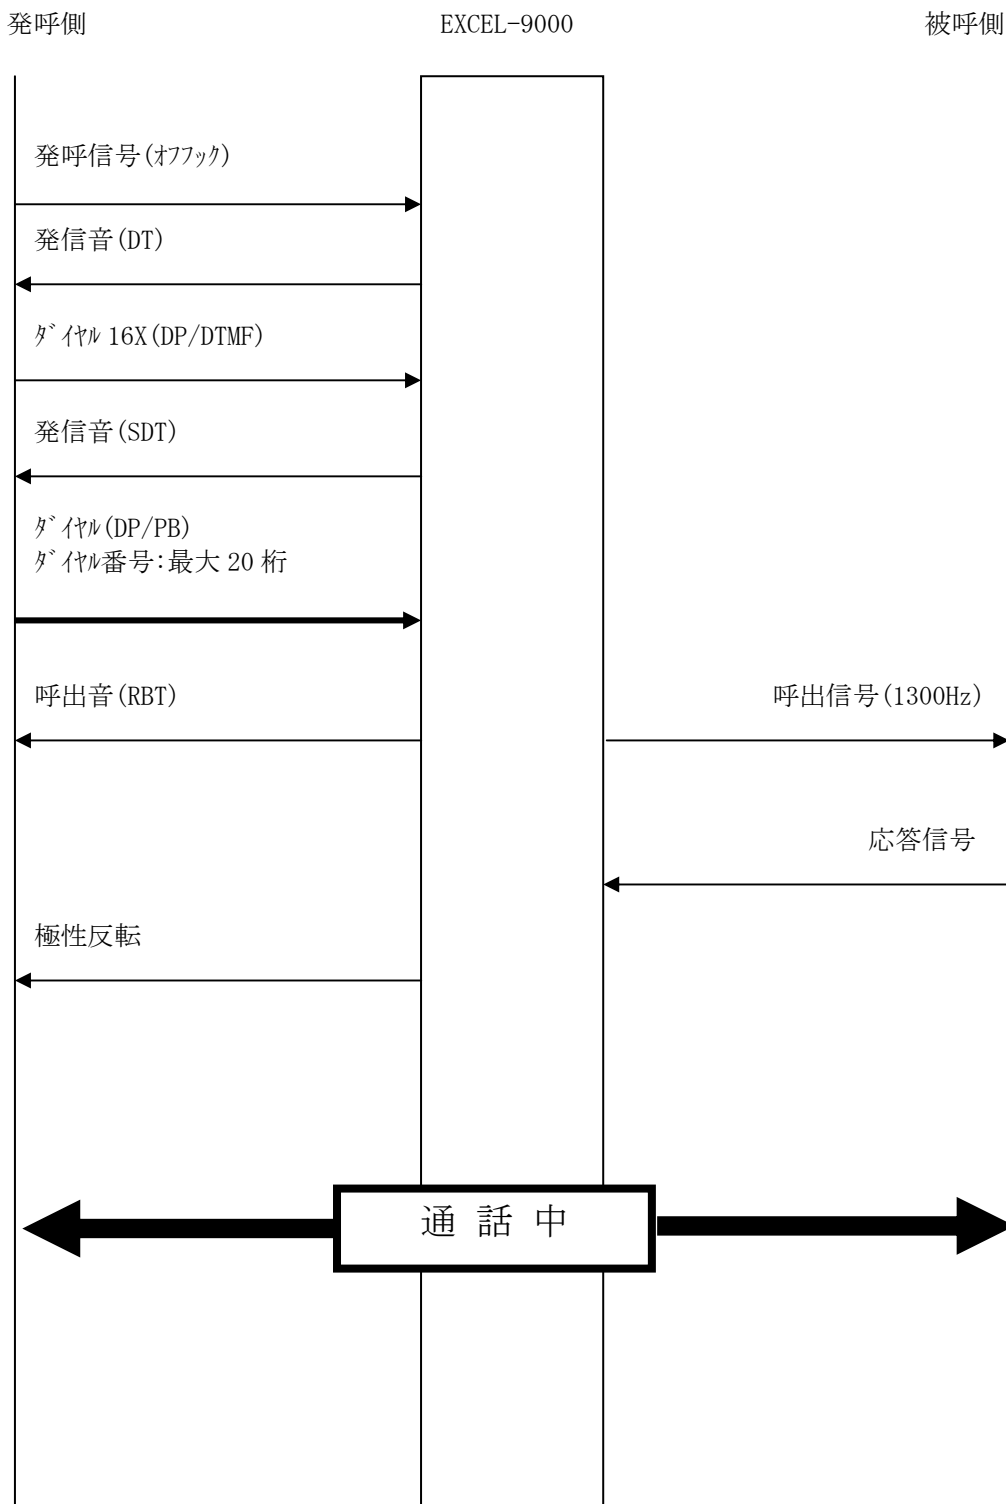 発呼側
EXCEL-9000
被呼側
発呼信号(ｵﾌﾌｯｸ)
発信音(DT)
ﾀﾞｲﾔﾙ 16X(DP/DTMF)
発信音(SDT)
ﾀﾞｲﾔﾙ(DP/PB)
ﾀﾞｲﾔﾙ番号:最大 20 桁
呼出音(RBT)
呼出信号(1300Hz)
応答信号
極性反転
通 話 中